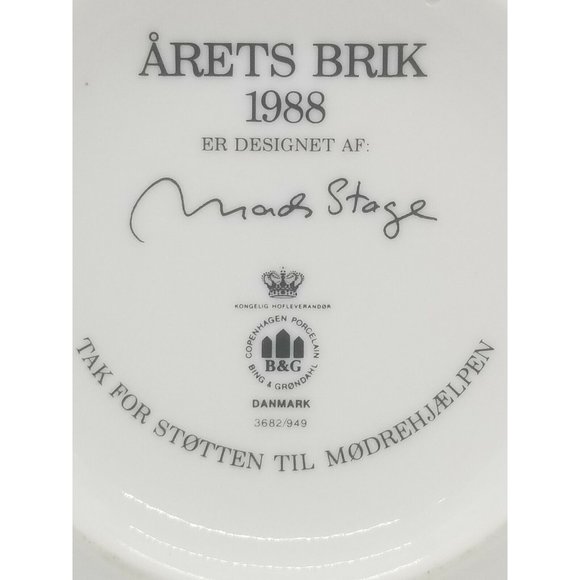 ÅRETS BRIK
1988
ER DESIGNET AF:
Mads Stage
KONGELIG HOFLEVERANDØR
COPENHAGEN PORCELAIN
B&G
BING & GRØNDAHL
DANMARK
3682/949
TAK FOR STØTTEN TIL MØDREHJÆLPEN